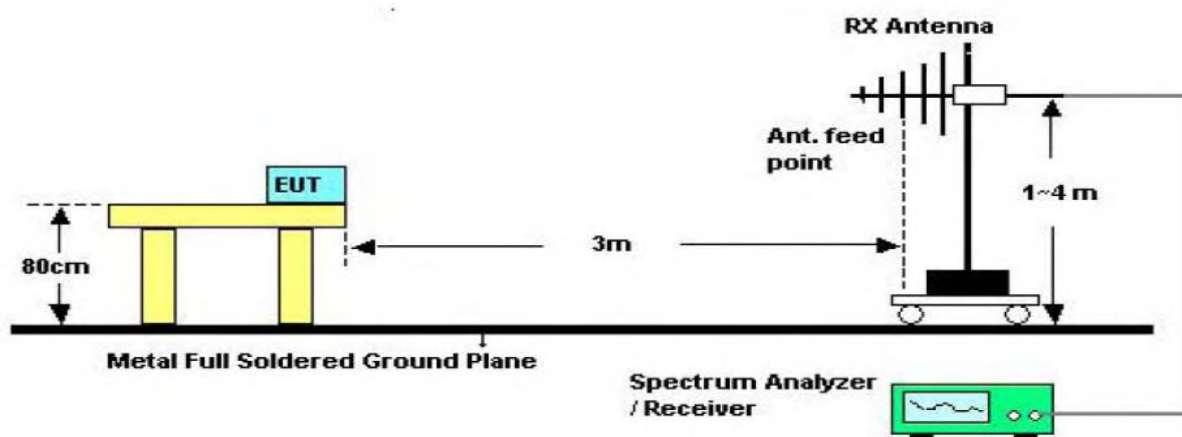 RX Antenna
Ant. feed
point
EUT
1~4 m
3m
80cm
Metal Full Soldered Ground Plane
Spectrum Analyzer
/ Receiver